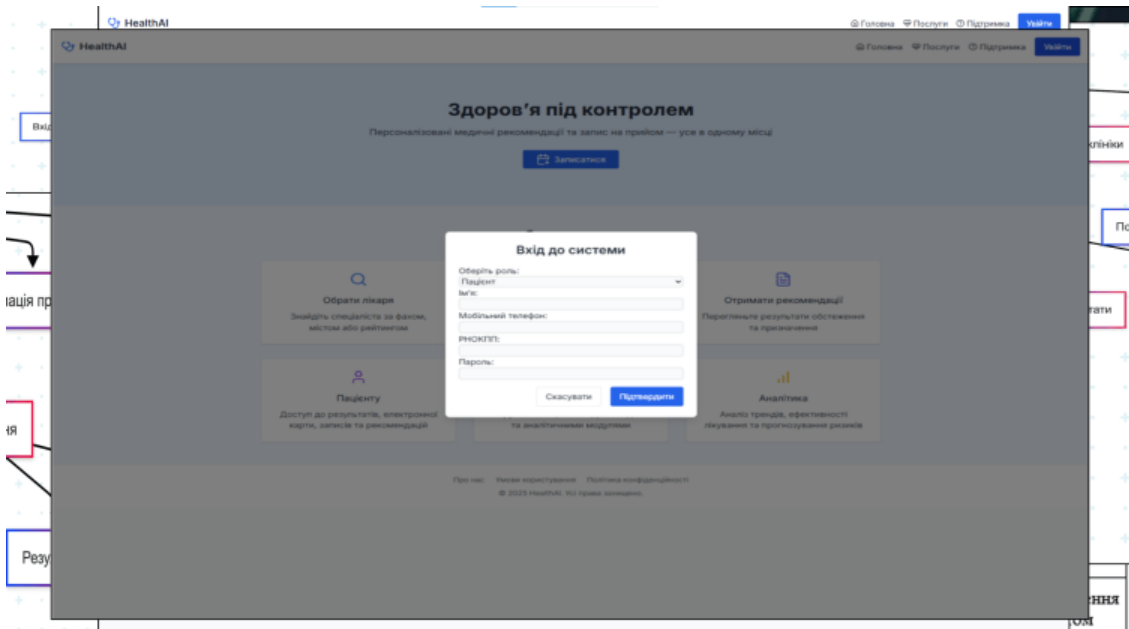 HealthAI
Головна Послуги Підтримка Увійти
HealthAI
Головна Послуги Підтримка Увійти
Здоров'я під контролем
Персоналізовані медичні рекомендації та запис на прийом — усе в одному місці
Записатися
Вхід до системи
Оберіть роль:
Пацієнт
Ім'я:
Мобільний телефон:
РНОКПП:
Пароль:
Скасувати Підтвердити
Обрати лікаря
Знайдіть спеціаліста за фахом,
містом або рейтингом
Отримати рекомендації
Перегляньте результати обстеження
та призначення
Пацієнту
Доступ до результатів, електронної
карти, записів та рекомендацій
та аналітичними модулями
Аналітика
Аналіз трендів, ефективності
лікування та прогнозування ризиків
Про нас Умови користування Політика конфіденційності
© 2025 HealthAI. Усі права захищено.
Вхід
ація пр
ня
Резу
клініки
По
тати
ння
ом